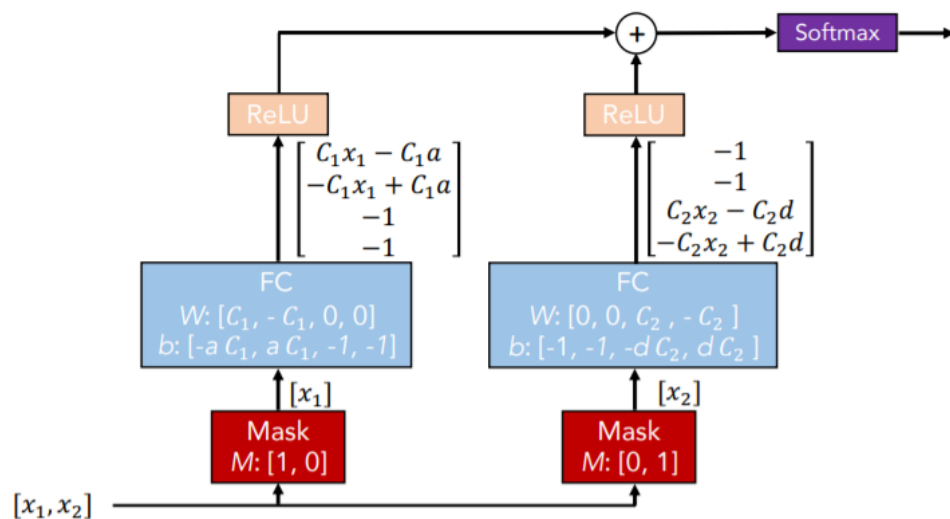 +
Softmax
ReLU
ReLU
C₁x₁ − C₁a
−C₁x₁ + C₁a
−1
−1
−1
−1
C₂x₂ − C₂d
−C₂x₂ + C₂d
FC
W: [C₁, - C₁, 0, 0]
b: [-a C₁, a C₁, -1, -1]
FC
W: [0, 0, C₂ , - C₂ ]
b: [-1, -1, -d C₂, d C₂ ]
[x₁]
[x₂]
Mask
M: [1, 0]
Mask
M: [0, 1]
[x₁, x₂]